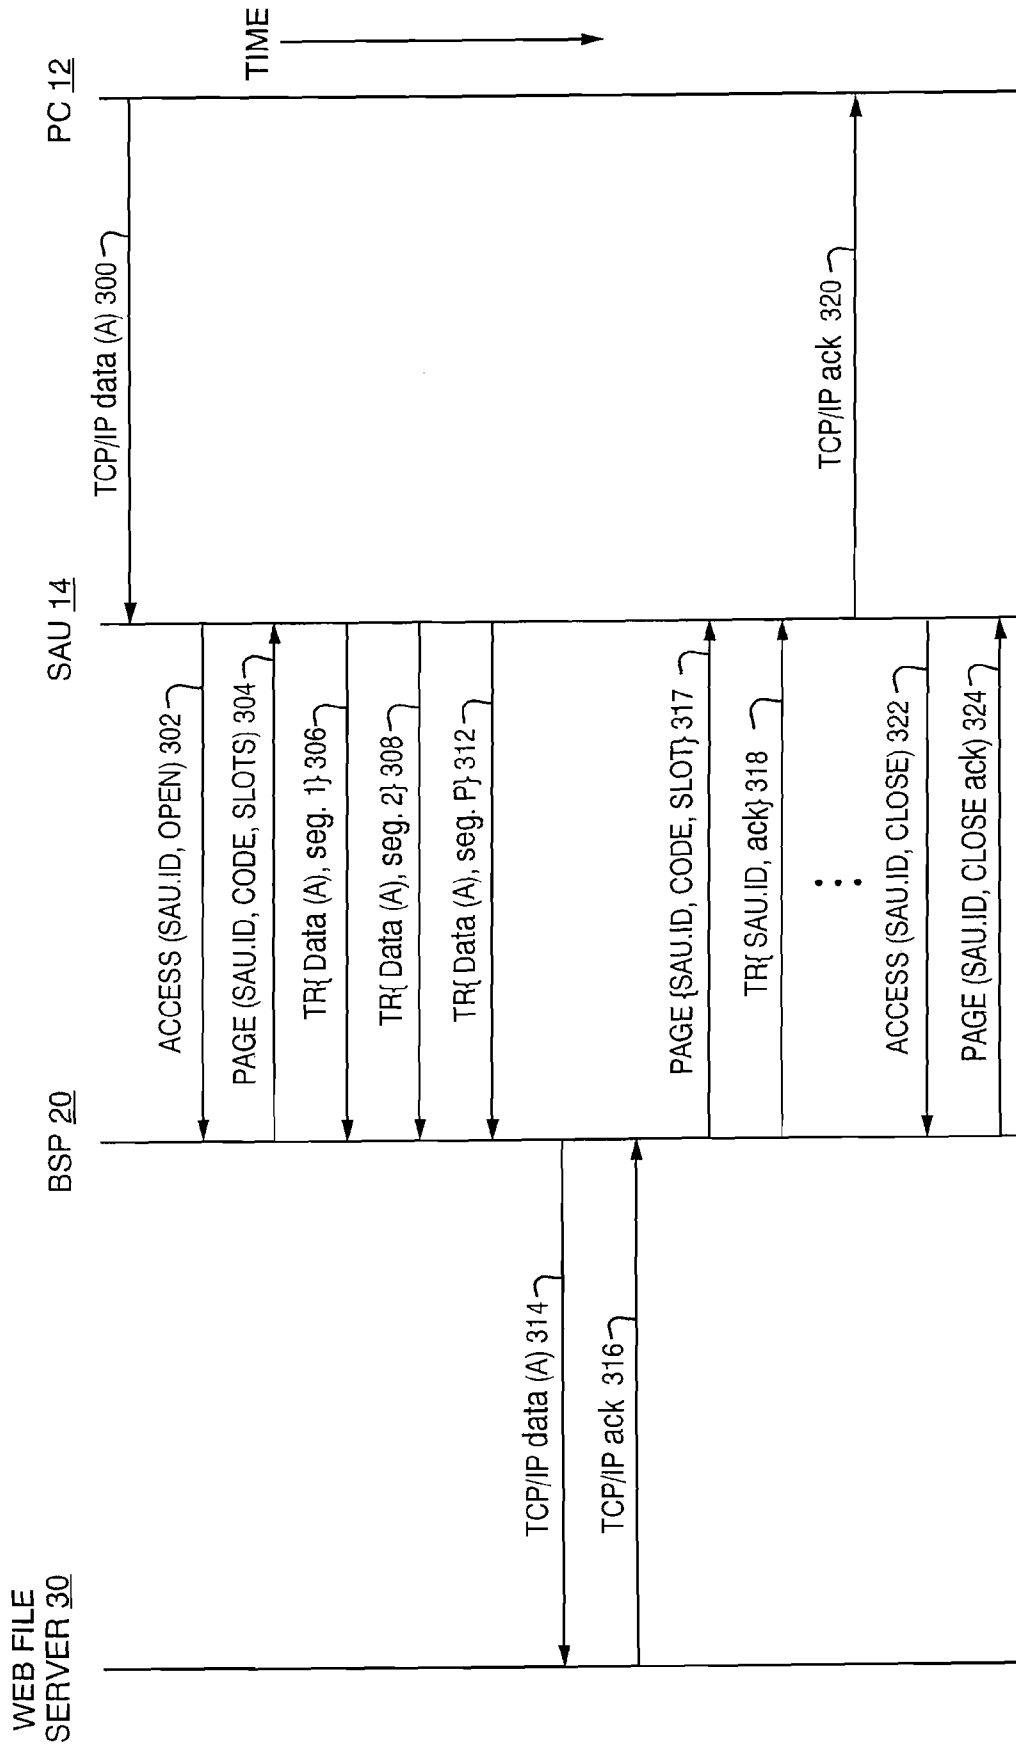 WEB FILE
SERVER 30
BSP 20
SAU 14
PC 12
TIME
TCP/IP data (A) 300
ACCESS (SAU.ID, OPEN) 302
PAGE (SAU.ID, CODE, SLOTS) 304
TR{ Data (A), seg. 1} 306
TR{ Data (A), seg. 2} 308
TR{ Data (A), seg. P} 312
TCP/IP data (A) 314
TCP/IP ack 316
PAGE {SAU.ID, CODE, SLOT} 317
TR{ SAU.ID, ack} 318
TCP/IP ack 320
ACCESS (SAU.ID, CLOSE) 322
PAGE (SAU.ID, CLOSE ack) 324